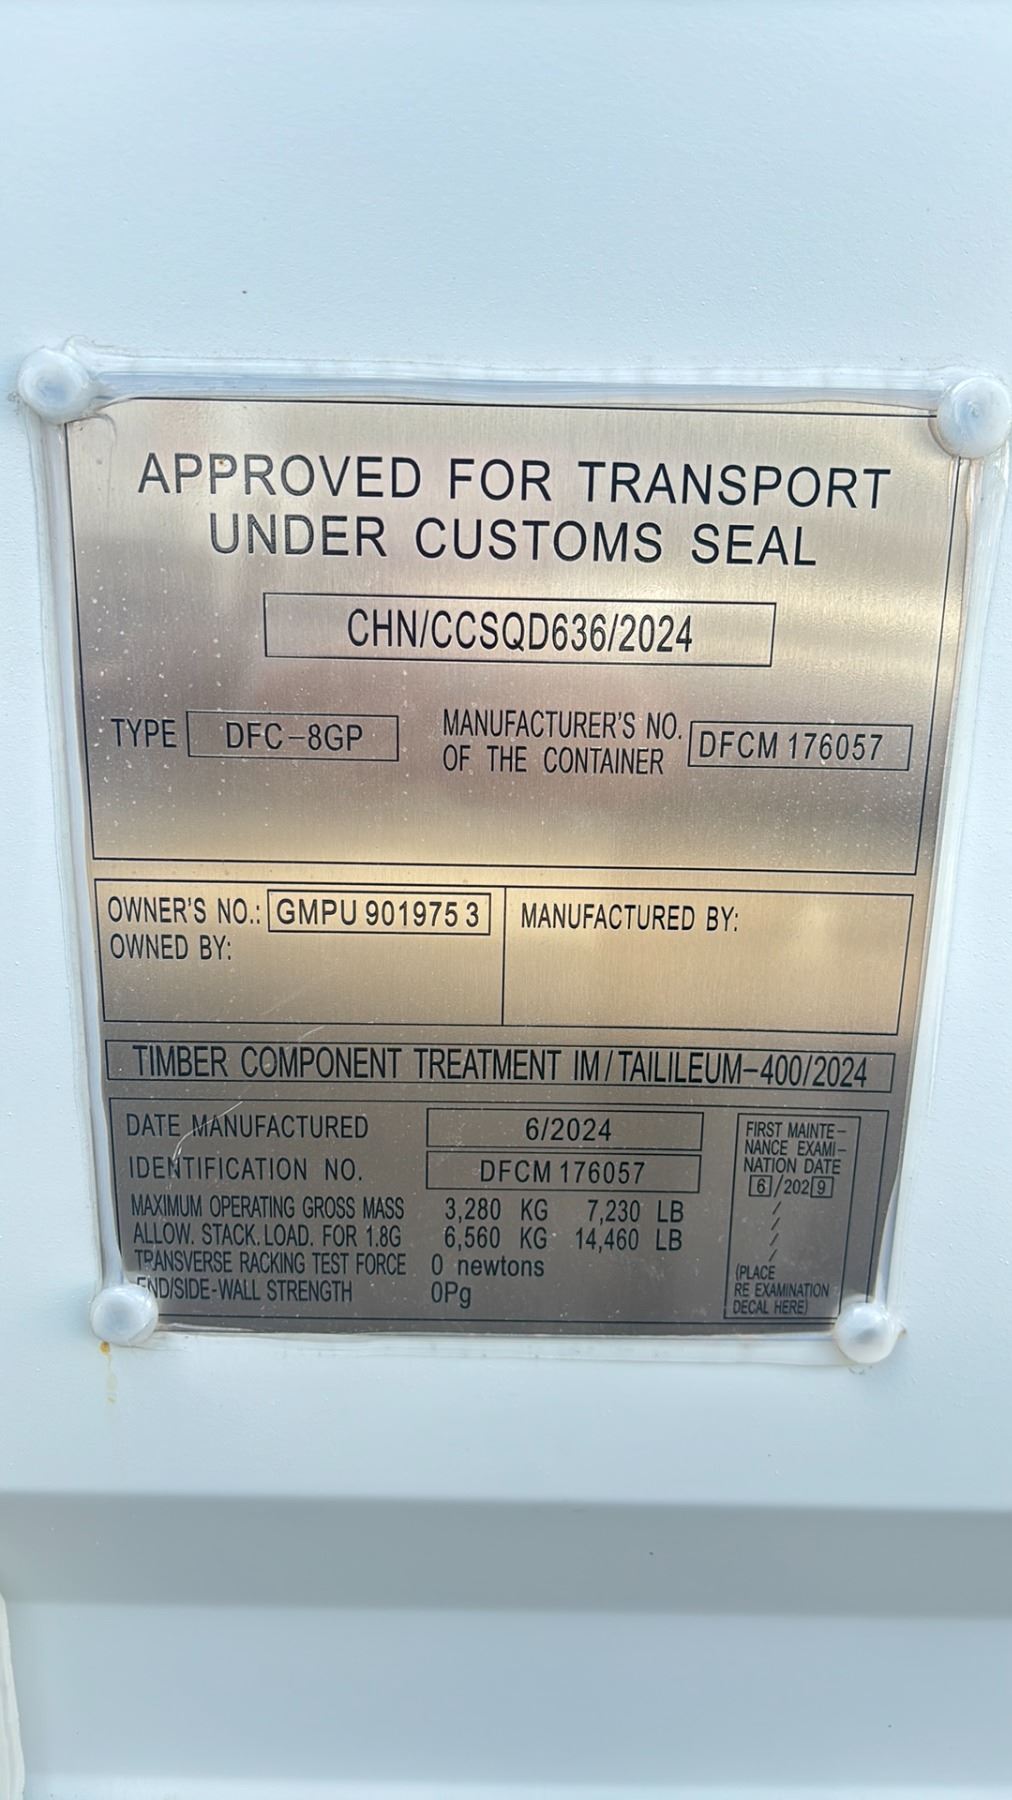 APPROVED FOR TRANSPORT
UNDER CUSTOMS SEAL
CHN/CCSQD636/2024
TYPE DFC-8GP
MANUFACTURER'S NO.
OF THE CONTAINER
DFCM 176057
OWNER'S NO.: GMPU 901975 3
OWNED BY:
MANUFACTURED BY:
TIMBER COMPONENT TREATMENT IM/TAILILEUM-400/2024
DATE MANUFACTURED 6/2024
IDENTIFICATION NO. DFCM 176057
MAXIMUM OPERATING GROSS MASS 3,280 KG 7,230 LB
ALLOW. STACK. LOAD. FOR 1.8G 6,560 KG 14,460 LB
TRANSVERSE RACKING TEST FORCE 0 newtons
END/SIDE-WALL STRENGTH 0Pg
FIRST MAINTE-
NANCE EXAMI-
NATION DATE
6/2029
/
/
/
/
(PLACE
RE EXAMINATION
DECAL HERE)